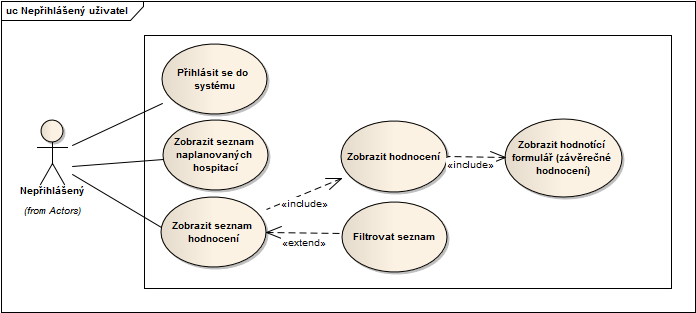 uc Nepřihlášený uživatel
Přihlásit se do
systému
Zobrazit seznam
naplanovaných
hospitací
Zobrazit hodnocení
Zobrazit hodnotící
formulář (závěrečné
hodnocení)
«include»
Nepřihlášený
(from Actors)
«include»
Zobrazit seznam
hodnocení
Filtrovat seznam
«extend»